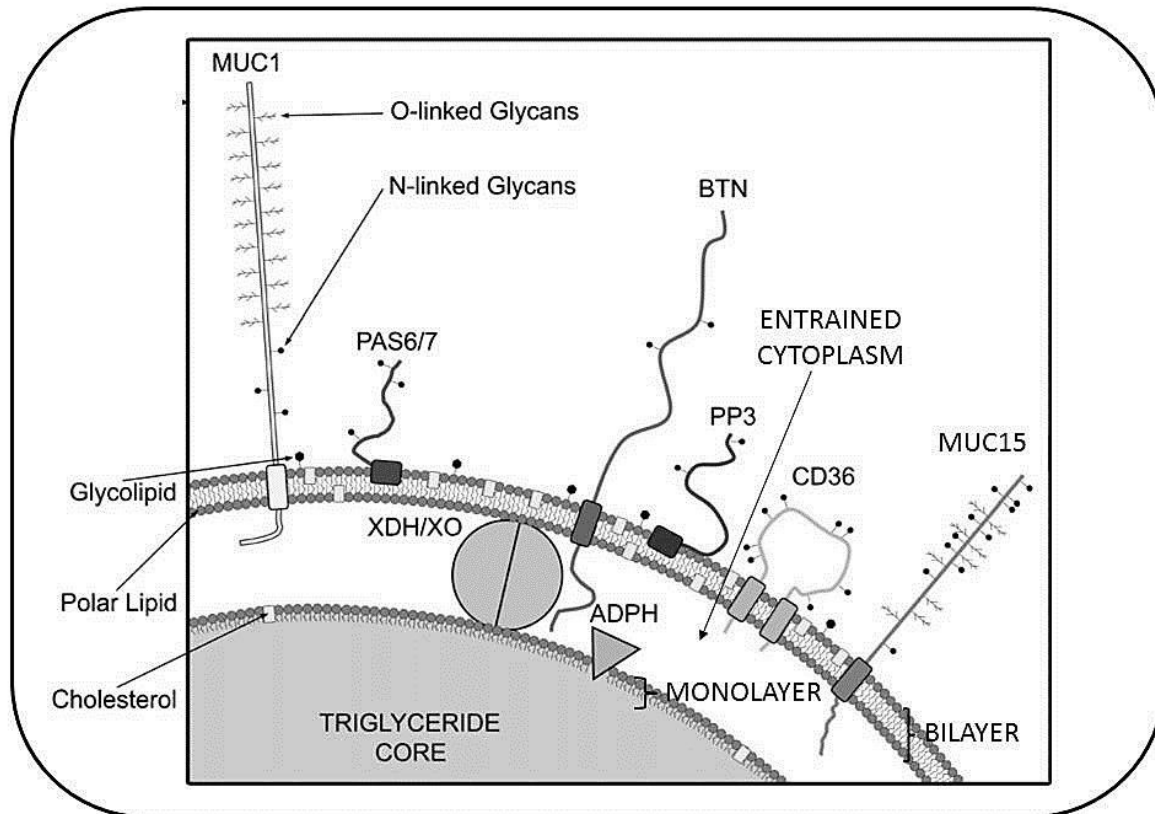 MUC1
O-linked Glycans
N-linked Glycans
BTN
ENTRAINED
CYTOPLASM
PAS6/7
PP3
MUC15
CD36
Glycolipid
XDH/XO
Polar Lipid
ADPH
Cholesterol
MONOLAYER
TRIGLYCERIDE
CORE
BILAYER